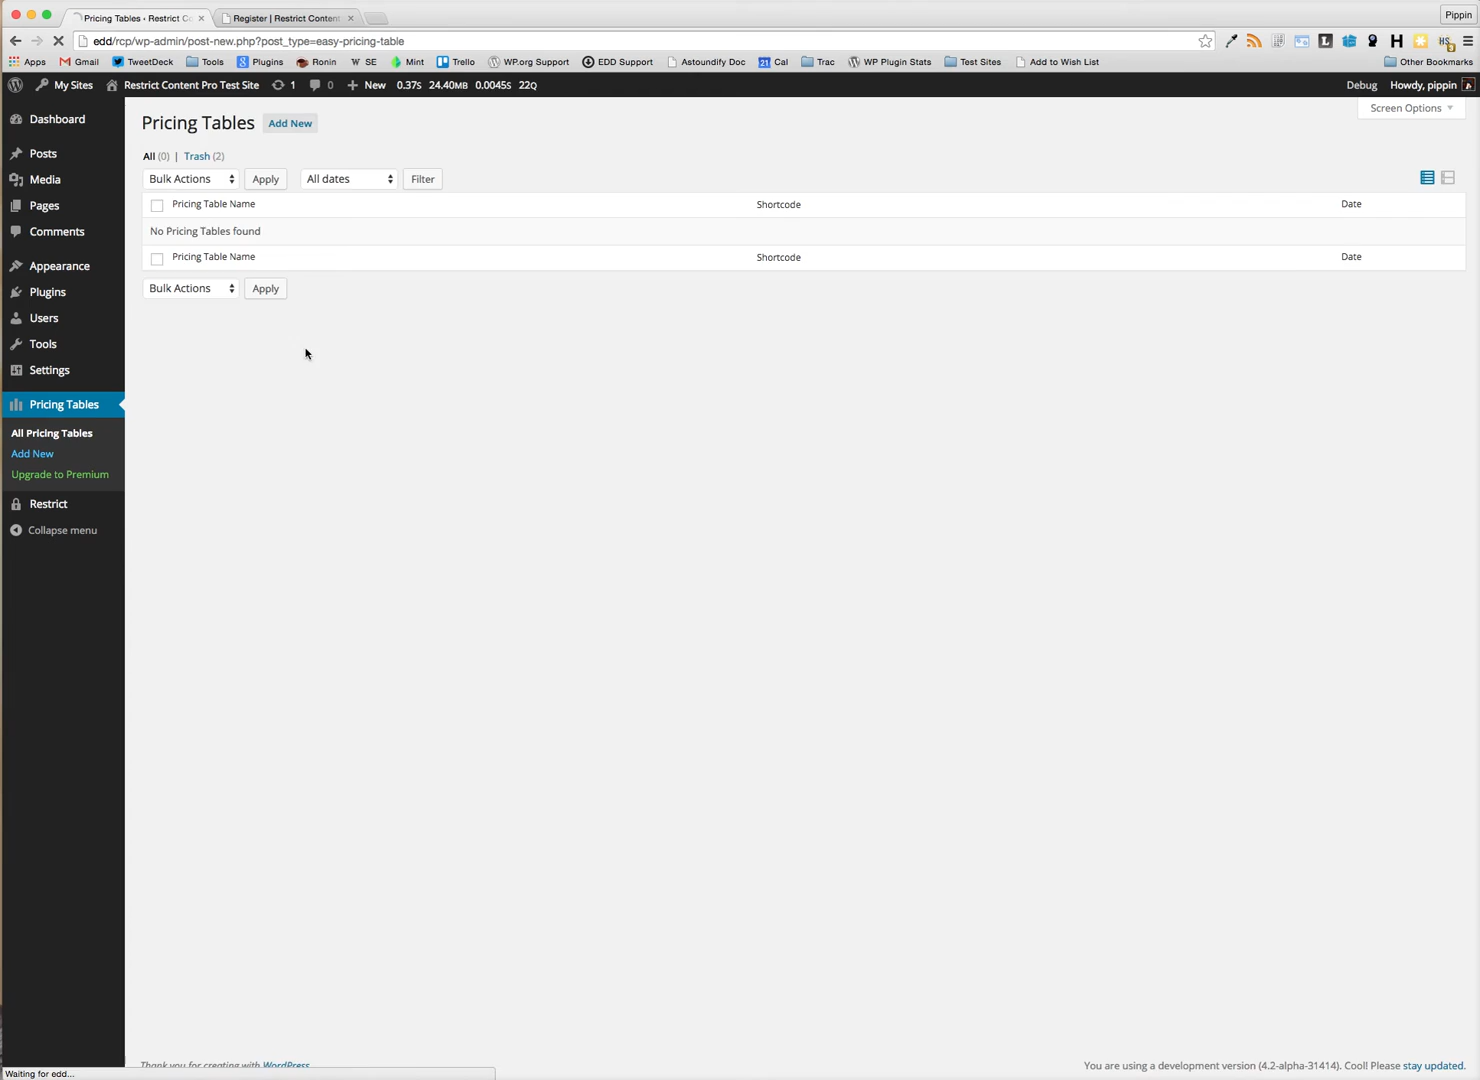 Pricing Tables ‹ Restrict Co
Register | Restrict Content
Pippin
edd/rcp/wp-admin/post-new.php?post_type=easy-pricing-table
Apps Gmail TweetDeck Tools Plugins Ronin SE Mint Trello WP.org Support EDD Support Astoundify Doc 21 Cal Trac WP Plugin Stats Test Sites Add to Wish List Other Bookmarks
My Sites Restrict Content Pro Test Site 1 0 New 0.37s 24.40MB 0.0045s 22Q Debug Howdy, pippin
Screen Options
Dashboard
Posts
Media
Pages
Comments
Appearance
Plugins
Users
Tools
Settings
Pricing Tables
All Pricing Tables
Add New
Upgrade to Premium
Restrict
Collapse menu
Pricing Tables Add New
All (0) | Trash (2)
Bulk Actions Apply All dates Filter
Pricing Table Name Shortcode Date
No Pricing Tables found
Pricing Table Name Shortcode Date
Bulk Actions Apply
Thank you for creating with WordPress
You are using a development version (4.2-alpha-31414). Cool! Please stay updated.
Waiting for edd...